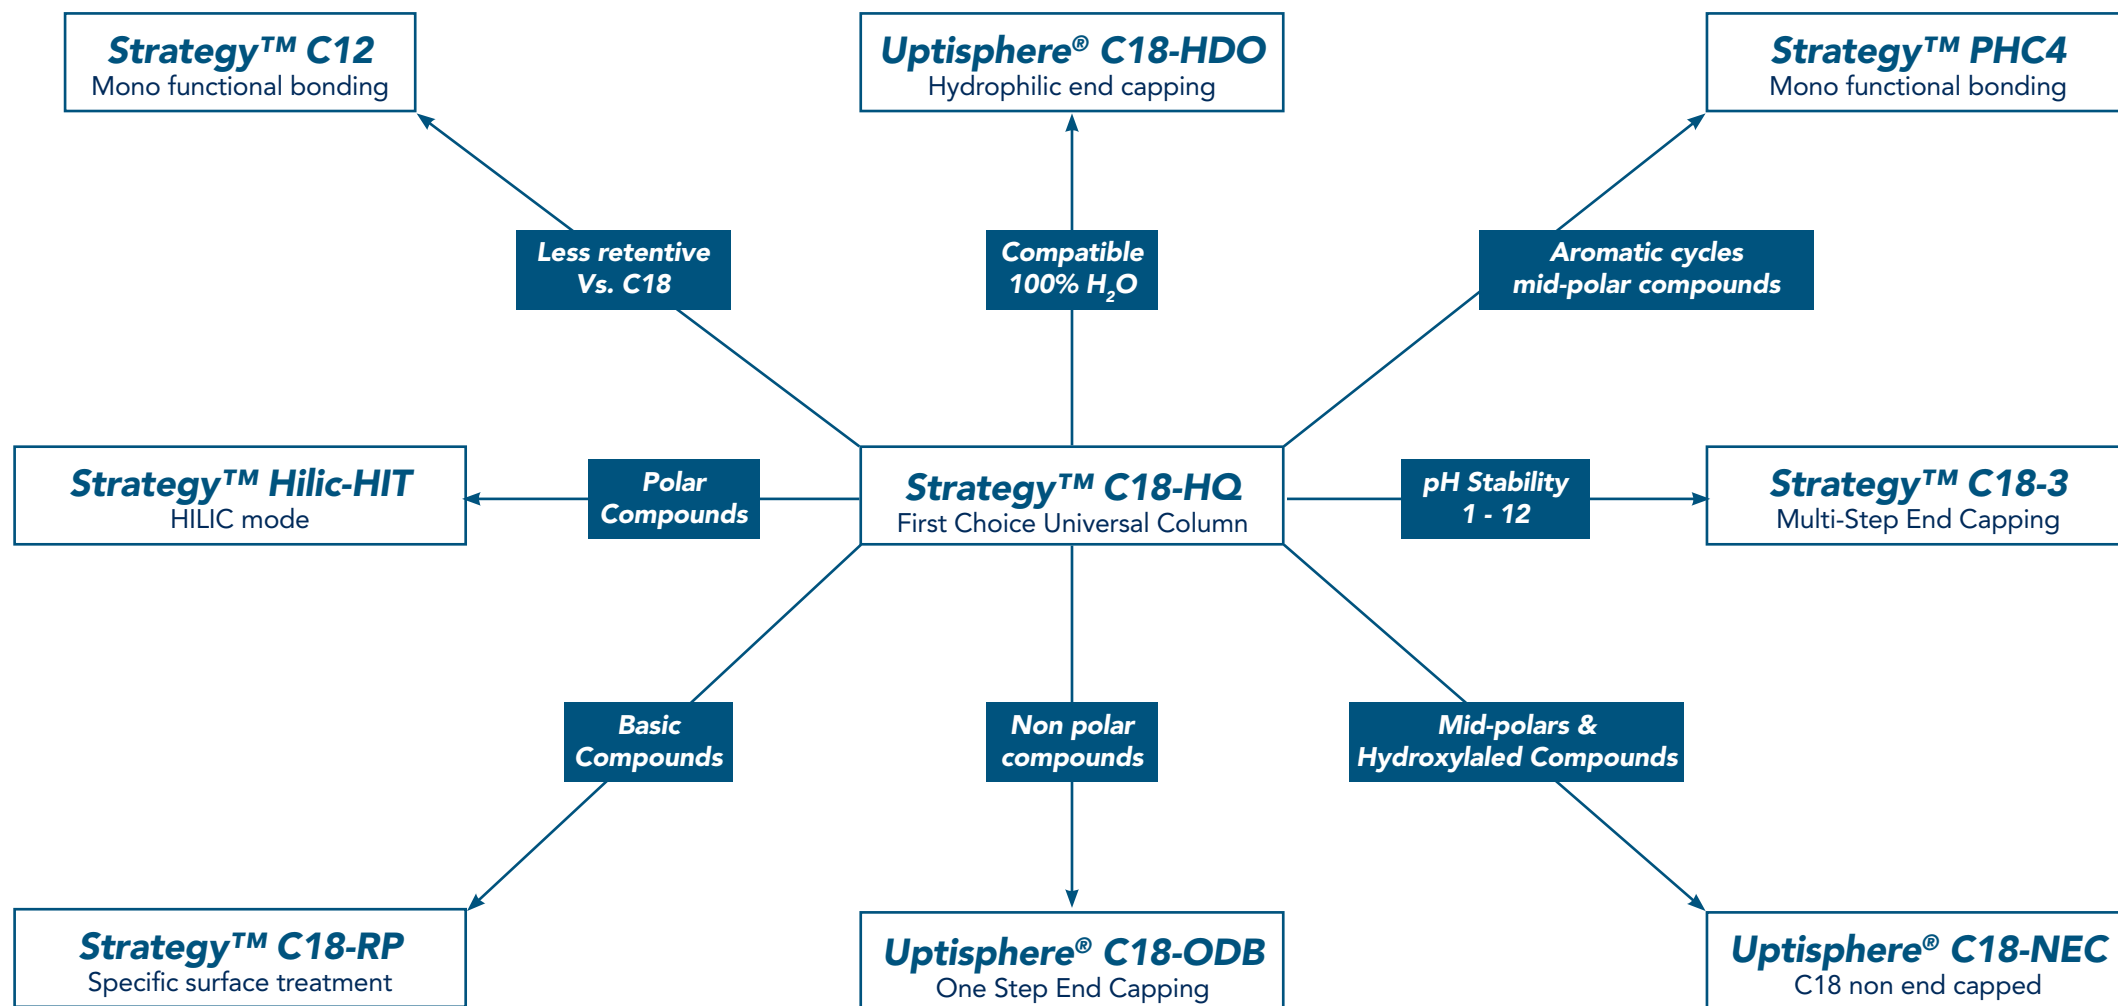 Strategy™ C12
Mono functional bonding
Uptisphere® C18-HDO
Hydrophilic end capping
Strategy™ PHC4
Mono functional bonding
Less retentive
Vs. C18
Compatible
100% H₂O
Aromatic cycles
mid-polar compounds
Strategy™ Hilic-HIT
HILIC mode
Polar
Compounds
Strategy™ C18-HQ
First Choice Universal Column
pH Stability
1 - 12
Strategy™ C18-3
Multi-Step End Capping
Basic
Compounds
Non polar
compounds
Mid-polars &
Hydroxylaled Compounds
Strategy™ C18-RP
Specific surface treatment
Uptisphere® C18-ODB
One Step End Capping
Uptisphere® C18-NEC
C18 non end capped